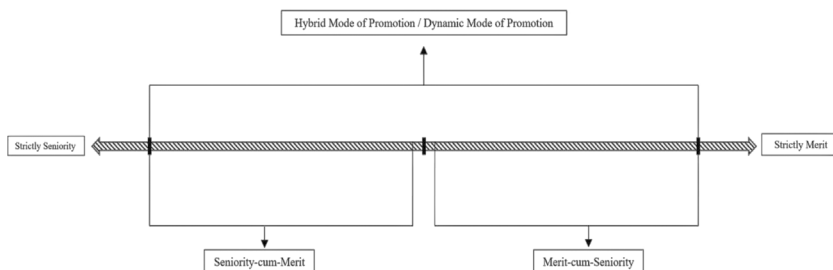 Hybrid Mode of Promotion / Dynamic Mode of Promotion
Strictly Seniority
Strictly Merit
Seniority-cum-Merit
Merit-cum-Seniority